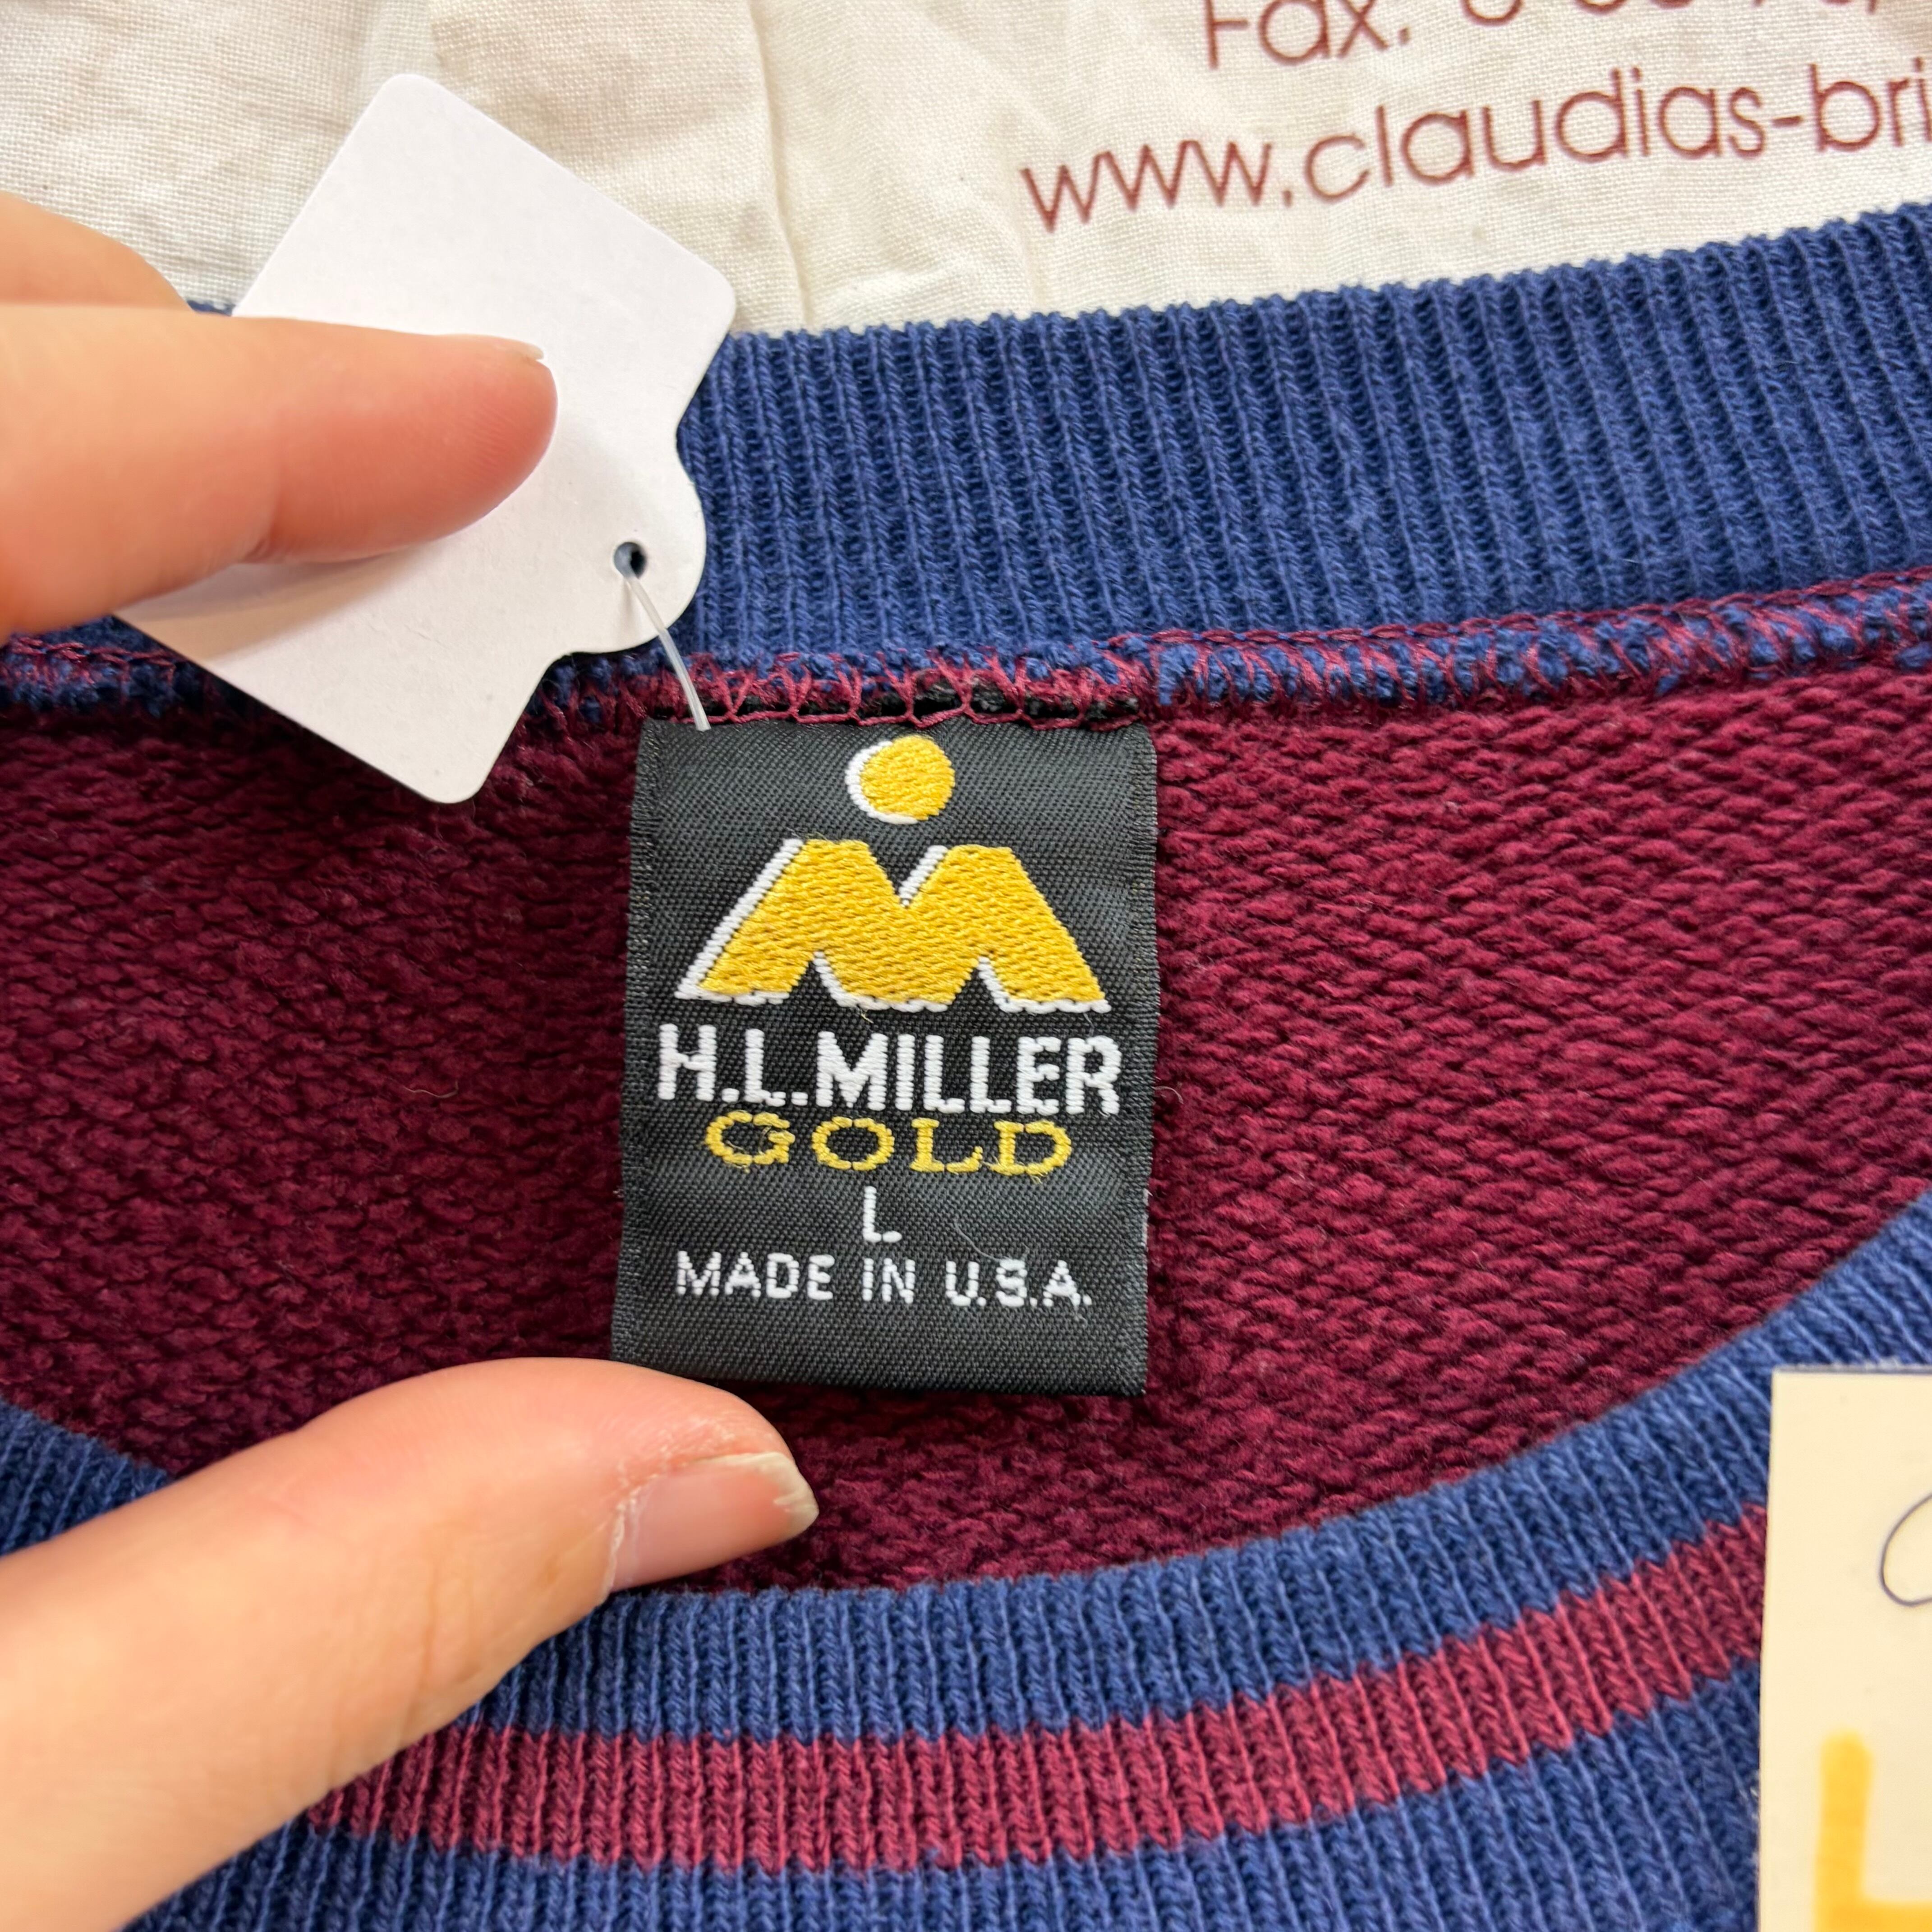 Fax.
www.claudias-bri
H.L.MILLER
GOLD
L
MADE IN U.S.A.